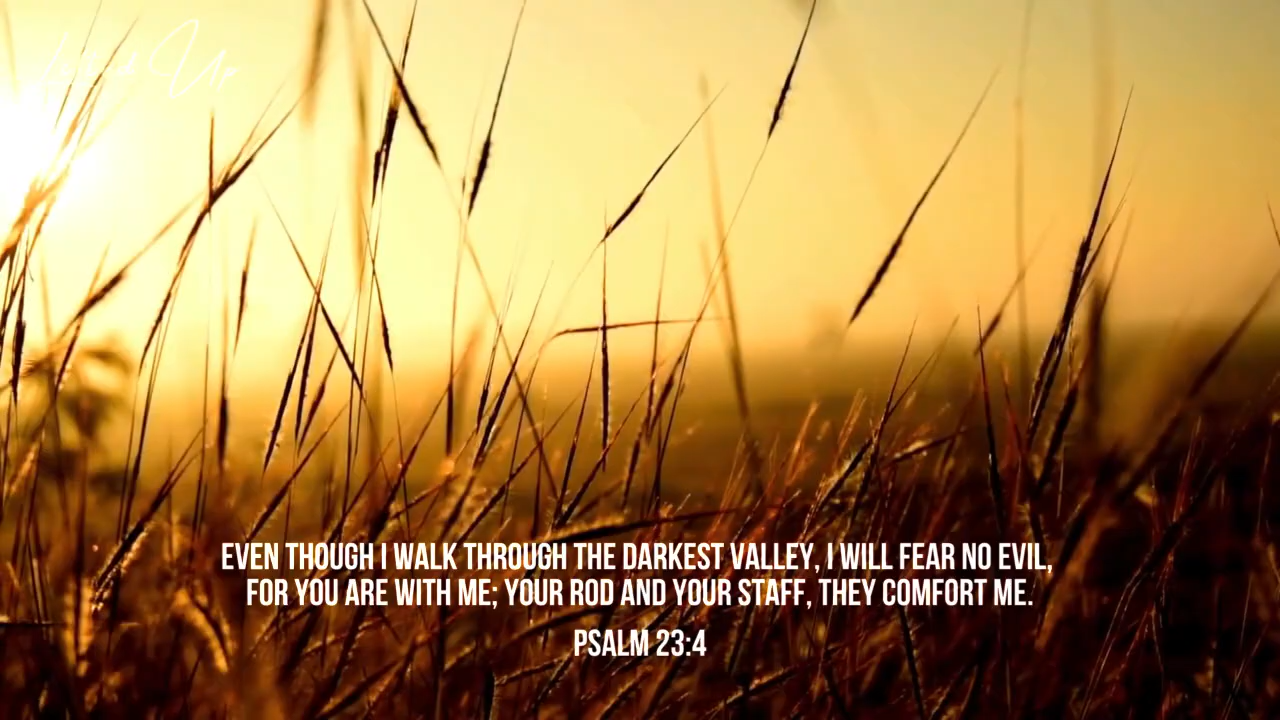 EVEN THOUGH I WALK THROUGH THE DARKEST VALLEY, I WILL FEAR NO EVIL,
FOR YOU ARE WITH ME; YOUR ROD AND YOUR STAFF, THEY COMFORT ME.
PSALM 23:4